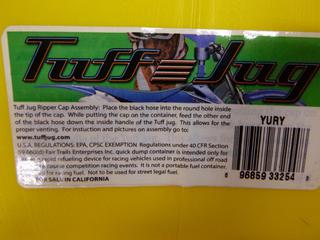 Tuff Jug
Tuff Jug Ripper Cap Assembly: Place the black hose into the round hole inside
the tip of the cap. While putting the cap on the container, feed the other end
of the black hose down the inside handle of the Tuff jug. This allows for the
proper venting. For instuction and pictures on assembly go to:
www.tuffjug.com
U.S.A. REGULATIONS: EPA, CPSC EXEMPTION Regulations under 40 CFR Section
59.660(d) Fair Trails Enterprises Inc. quick dump container is intended only for
rapid refueling device for racing vehicles used in professional off road
course competition racing events. It is not a portable fuel container,
for racing fuel. Not to be used for street legal fuel.
FOR SALE IN CALIFORNIA
YURY
96859 33254